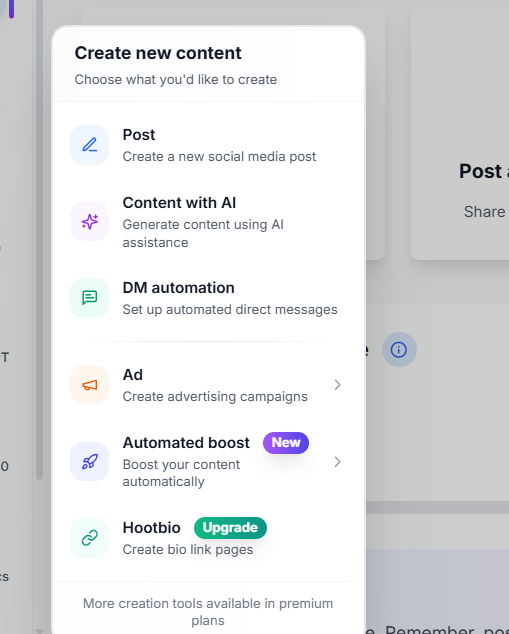 Create new content
Choose what you'd like to create
Post
Create a new social media post
Content with AI
Generate content using AI
assistance
DM automation
Set up automated direct messages
Ad
Create advertising campaigns
Automated boost New
Boost your content
automatically
Hootbio Upgrade
Create bio link pages
More creation tools available in premium
plans
Post
Share
Remember, pos